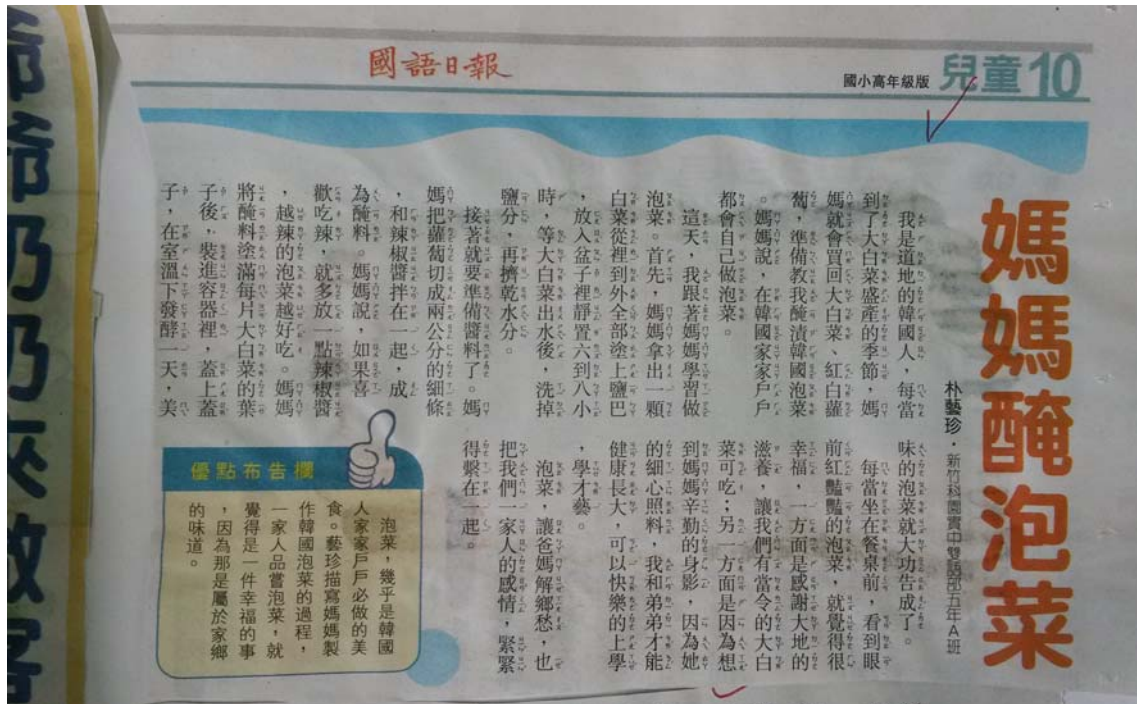 國語日報
國小高年級版
兒童10
媽媽醃泡菜
朴藝珍・新竹科園實中雙語部五年A班
我是道地的韓國人，每當
到了大白菜盛產的季節，媽
媽就會買回大白菜、紅白蘿
蔔，準備教我醃漬韓國泡菜
。媽媽說，在韓國家家戶戶
都會自己做泡菜。
這天，我跟著媽媽學習做
泡菜。首先，媽媽拿出一顆
白菜從裡到外全部塗上鹽巴
，放入盆子裡靜置六到八小
時，等大白菜出水後，洗掉
鹽分，再擠乾水分。
接著就要準備醬料了。媽
媽把蘿蔔切成兩公分的細條
，和辣椒醬拌在一起，成
為醃料。媽媽說，如果喜
歡吃辣，就多放一點辣椒醬
，越辣的泡菜越好吃。媽媽
將醃料塗滿每片大白菜的葉
子後，裝進容器裡，蓋上蓋
子，在室溫下發酵一天，美
味的泡菜就大功告成了。
每當坐在餐桌前，看到眼
前紅豔豔的泡菜，就覺得很
幸福，一方面是感謝大地的
滋養，讓我們有當令的大白
菜可吃；另一方面是因為想
到媽媽辛勤的身影，因為她
的細心照料，我和弟弟才能
健康長大，可以快樂的上學
，學才藝。
泡菜，讓爸媽解鄉愁，也
把我們一家人的感情，緊緊
得繫在一起。
優點布告欄
泡菜，幾乎是韓國
人家家戶戶必做的美
食。藝珍描寫媽媽製
作韓國泡菜的過程，
一家人品嘗泡菜，就
覺得是一件幸福的事
，因為那是屬於家鄉
的味道。